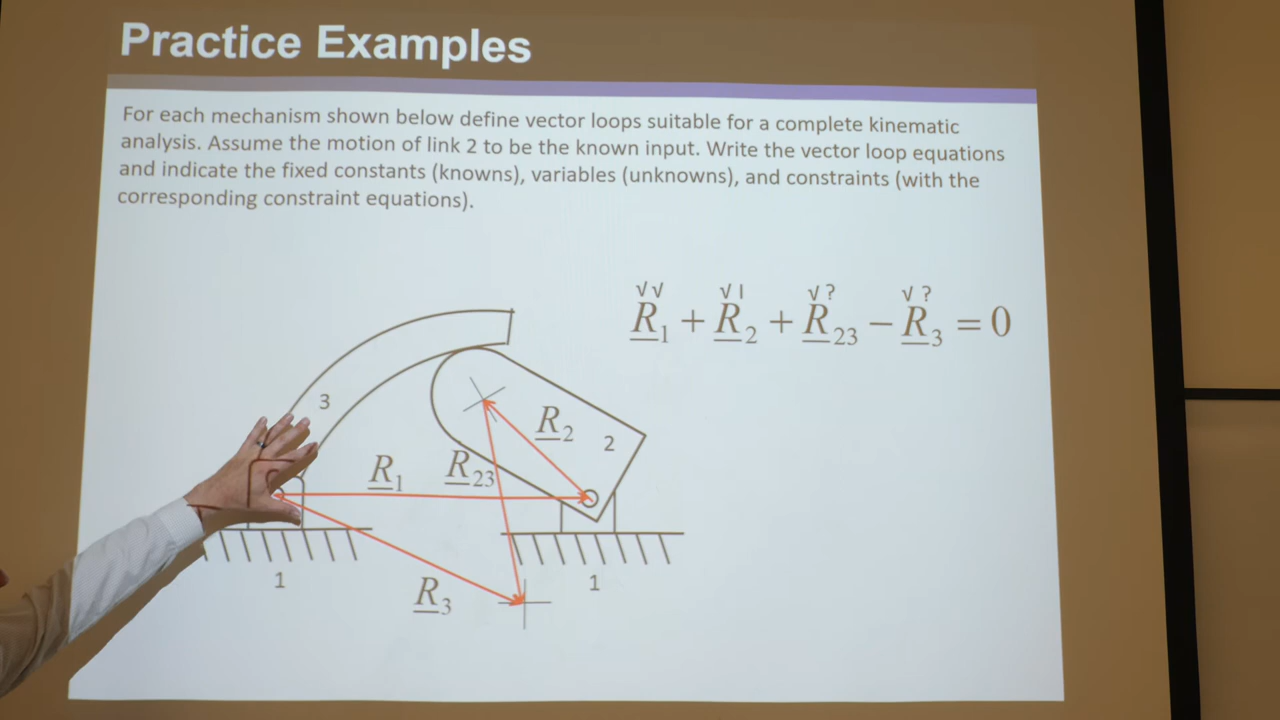 Practice Examples
For each mechanism shown below define vector loops suitable for a complete kinematic
analysis. Assume the motion of link 2 to be the known input. Write the vector loop equations
and indicate the fixed constants (knowns), variables (unknowns), and constraints (with the
corresponding constraint equations).
√√ √I √? √?
R1 + R2 + R23 − R3 = 0
3
R2
2
R1
R23
1
R3
1